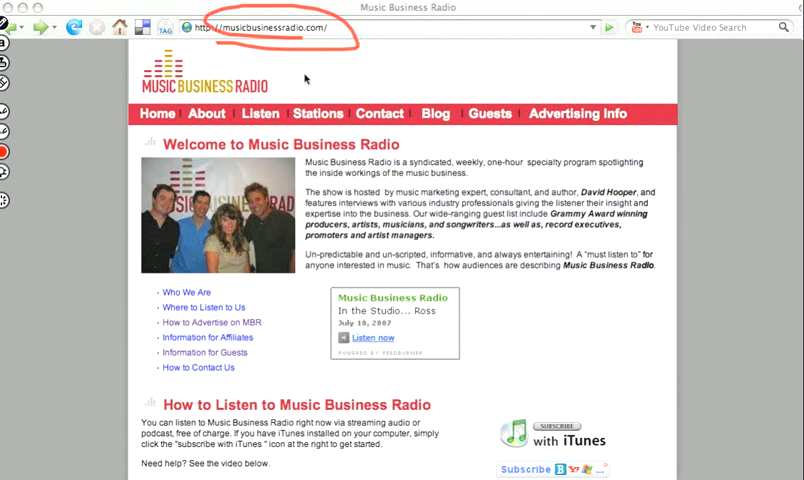 Music Business Radio
TAG
http://musicbusinessradio.com/
YouTube Video Search
MUSICBUSINESSRADIO
Home
About
Listen
Stations
Contact
Blog
Guests
Advertising Info
Welcome to Music Business Radio
Music Business Radio is a syndicated, weekly, one-hour specialty program spotlighting
the inside workings of the music business.
The show is hosted by music marketing expert, consultant, and author, David Hooper, and
features interviews with various industry professionals giving the listener their insight and
expertise into the business. Our wide-ranging guest list include Grammy Award winning
producers, artists, musicians, and songwriters...as well as, record executives,
promoters and artist managers.
Un-predictable and un-scripted, informative, and always entertaining! A "must listen to" for
anyone interested in music. That's how audiences are describing Music Business Radio.
· Who We Are
· Where to Listen to Us
· How to Advertise on MBR
· Information for Affiliates
· Information for Guests
· How to Contact Us
Music Business Radio
In the Studio... Ross
July 10, 2007
Listen now
POWERED BY FEEDBURNER
How to Listen to Music Business Radio
You can listen to Music Business Radio right now via streaming audio or
podcast, free of charge. If you have iTunes installed on your computer, simply
click the "subscribe with iTunes " icon at the right to get started.
Need help? See the video below.
SUBSCRIBE
with iTunes
Subscribe